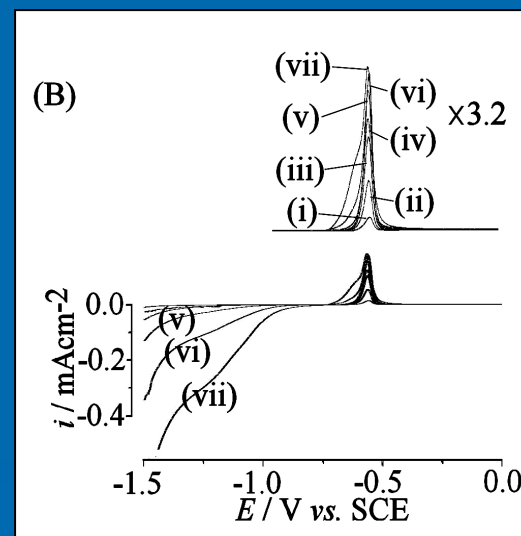 (B)
(vii)
(vi)
(v)
×3.2
(iv)
(iii)
(i)
(ii)
i / mAcm-2
0.0
-0.2
-0.4
(v)
(vi)
(vii)
-1.5
-1.0
-0.5
0.0
E / V vs. SCE